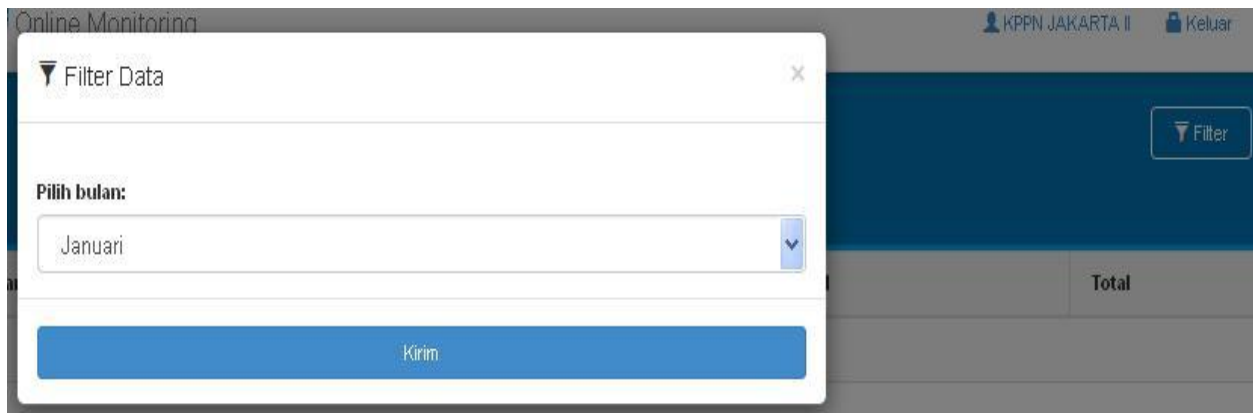 Online Monitoring
KPPN JAKARTA II
Keluar
Filter Data
×
Filter
Pilih bulan:
Januari
Total
Kirim